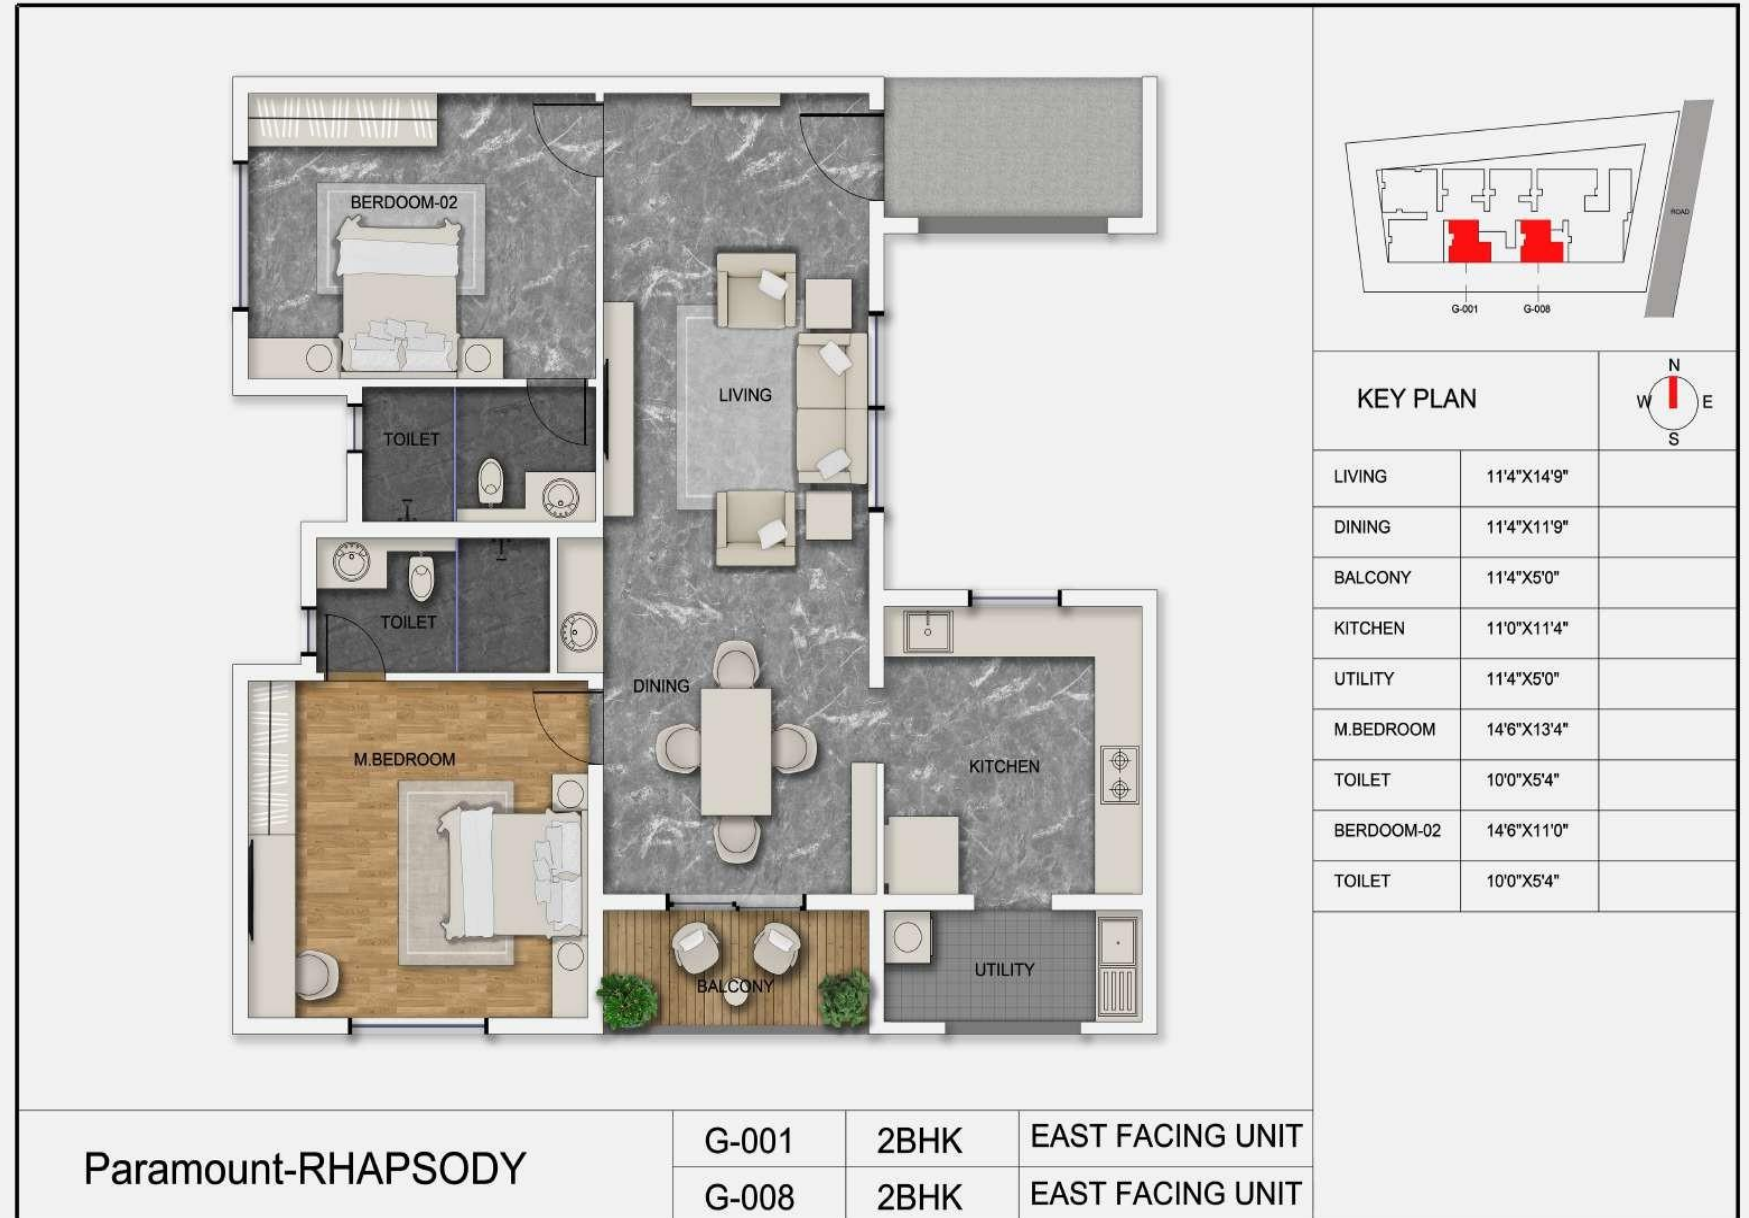 BERDOOM-02
TOILET
LIVING
TOILET
DINING
M.BEDROOM
KITCHEN
BALCONY
UTILITY
ROAD
G-001 G-008
KEY PLAN
N
W E
S
LIVING 11'4"X14'9"
DINING 11'4"X11'9"
BALCONY 11'4"X5'0"
KITCHEN 11'0"X11'4"
UTILITY 11'4"X5'0"
M.BEDROOM 14'6"X13'4"
TOILET 10'0"X5'4"
BERDOOM-02 14'6"X11'0"
TOILET 10'0"X5'4"
Paramount-RHAPSODY
G-001 2BHK EAST FACING UNIT
G-008 2BHK EAST FACING UNIT